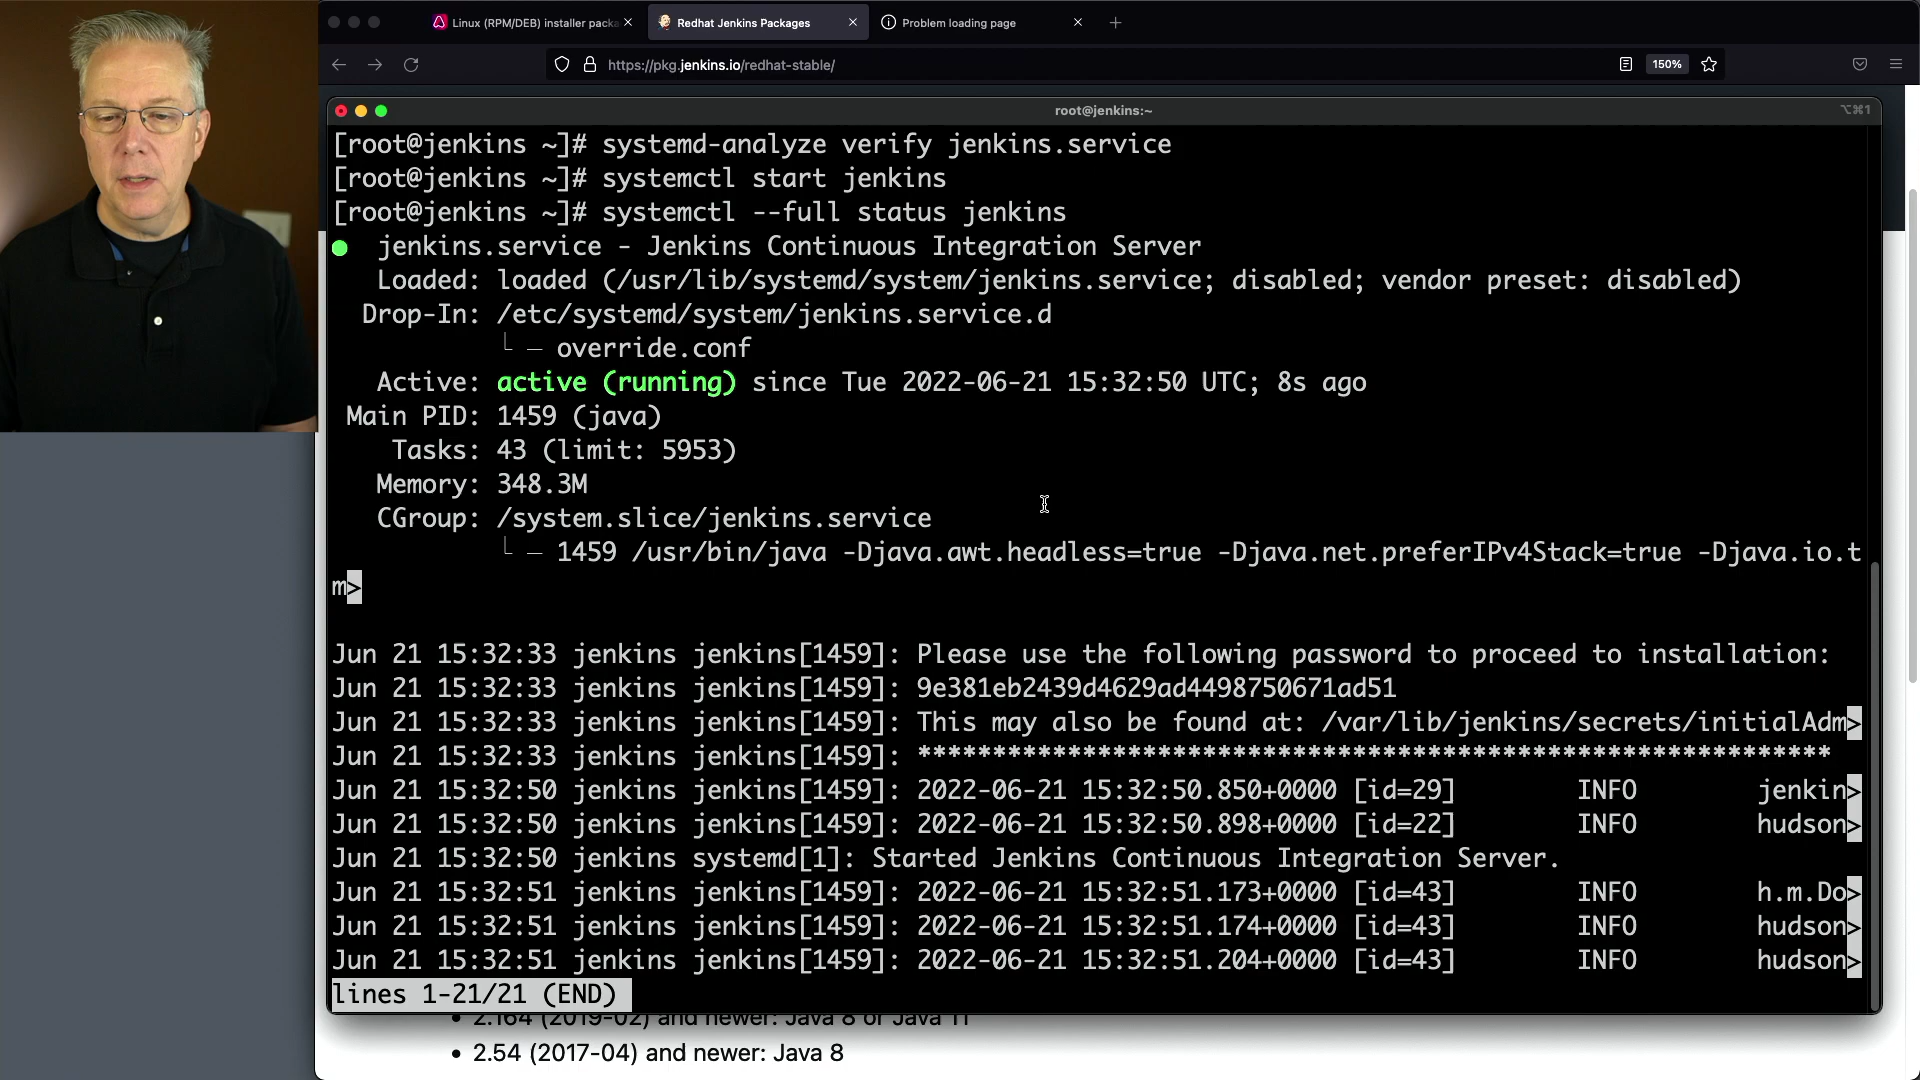 Linux (RPM/DEB) installer packa
Redhat Jenkins Packages
Problem loading page
https://pkg.jenkins.io/redhat-stable/
150%
root@jenkins:~
⌥⌘1
[root@jenkins ~]# systemd-analyze verify jenkins.service
[root@jenkins ~]# systemctl start jenkins
[root@jenkins ~]# systemctl --full status jenkins
● jenkins.service - Jenkins Continuous Integration Server
Loaded: loaded (/usr/lib/systemd/system/jenkins.service; disabled; vendor preset: disabled)
Drop-In: /etc/systemd/system/jenkins.service.d
└─ override.conf
Active: active (running) since Tue 2022-06-21 15:32:50 UTC; 8s ago
Main PID: 1459 (java)
Tasks: 43 (limit: 5953)
Memory: 348.3M
CGroup: /system.slice/jenkins.service
└─ 1459 /usr/bin/java -Djava.awt.headless=true -Djava.net.preferIPv4Stack=true -Djava.io.t
m>
Jun 21 15:32:33 jenkins jenkins[1459]: Please use the following password to proceed to installation:
Jun 21 15:32:33 jenkins jenkins[1459]: 9e381eb2439d4629ad4498750671ad51
Jun 21 15:32:33 jenkins jenkins[1459]: This may also be found at: /var/lib/jenkins/secrets/initialAdm>
Jun 21 15:32:33 jenkins jenkins[1459]: *************************************************************
Jun 21 15:32:50 jenkins jenkins[1459]: 2022-06-21 15:32:50.850+0000 [id=29] INFO jenkin>
Jun 21 15:32:50 jenkins jenkins[1459]: 2022-06-21 15:32:50.898+0000 [id=22] INFO hudson>
Jun 21 15:32:50 jenkins systemd[1]: Started Jenkins Continuous Integration Server.
Jun 21 15:32:51 jenkins jenkins[1459]: 2022-06-21 15:32:51.173+0000 [id=43] INFO h.m.Do>
Jun 21 15:32:51 jenkins jenkins[1459]: 2022-06-21 15:32:51.174+0000 [id=43] INFO hudson>
Jun 21 15:32:51 jenkins jenkins[1459]: 2022-06-21 15:32:51.204+0000 [id=43] INFO hudson>
lines 1-21/21 (END)
• 2.164 (2019-02) and newer: Java 8 or Java 11
• 2.54 (2017-04) and newer: Java 8